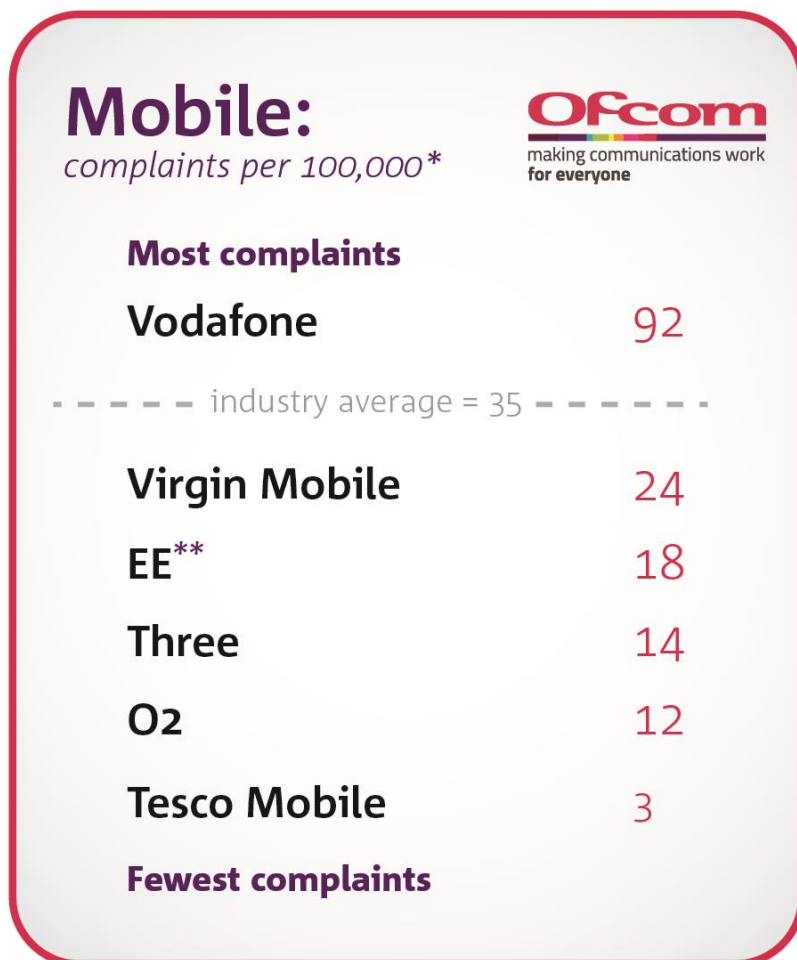 Mobile:
complaints per 100,000*
Ofcom
making communications work
for everyone
Most complaints
Vodafone 92
industry average = 35
Virgin Mobile 24
EE** 18
Three 14
O2 12
Tesco Mobile 3
Fewest complaints